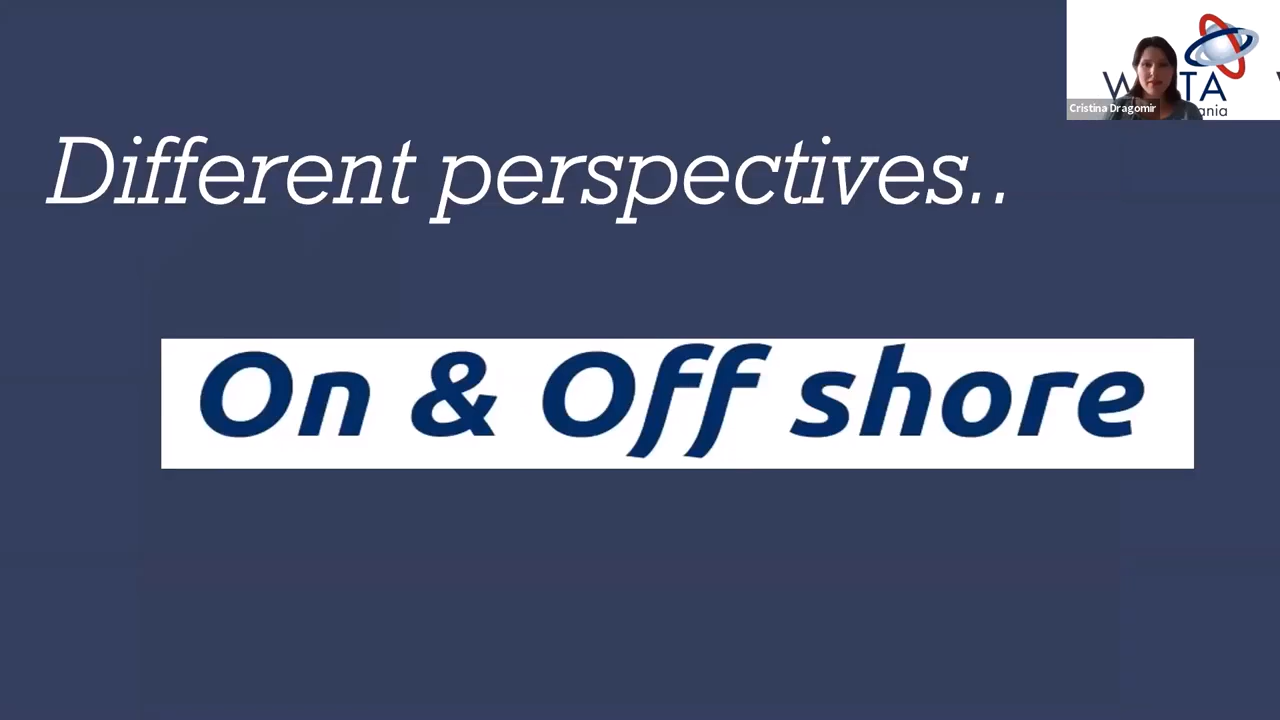 Different perspectives..
On & Off shore
Cristina Dragomir